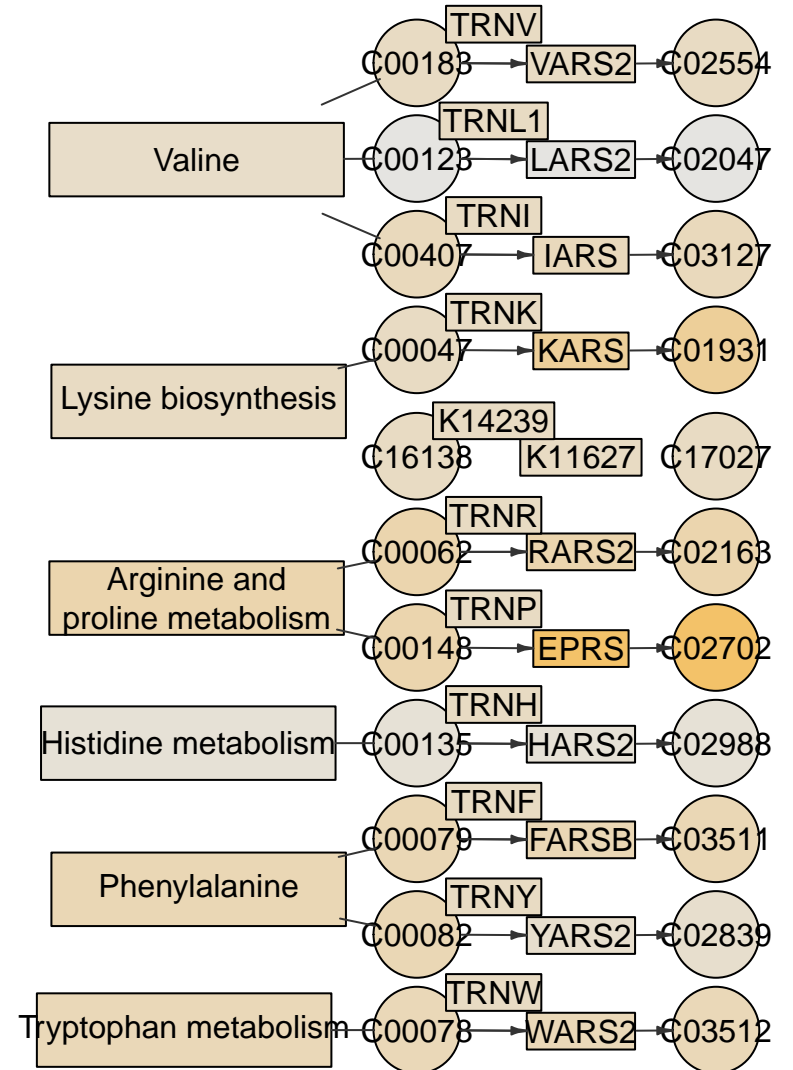 TRNV
C00183
VARS2
C02554
TRNL1
Valine
C00123
LARS2
C02047
TRNI
C00407
IARS
C03127
TRNK
C00047
KARS
C01931
Lysine biosynthesis
K14239
C16138
K11627
C17027
TRNR
C00062
RARS2
C02163
Arginine and
proline metabolism
TRNP
C00148
EPRS
C02702
TRNH
Histidine metabolism
C00135
HARS2
C02988
TRNF
C00079
FARSB
C03511
Phenylalanine
TRNY
C00082
YARS2
C02839
TRNW
Tryptophan metabolism
C00078
WARS2
C03512